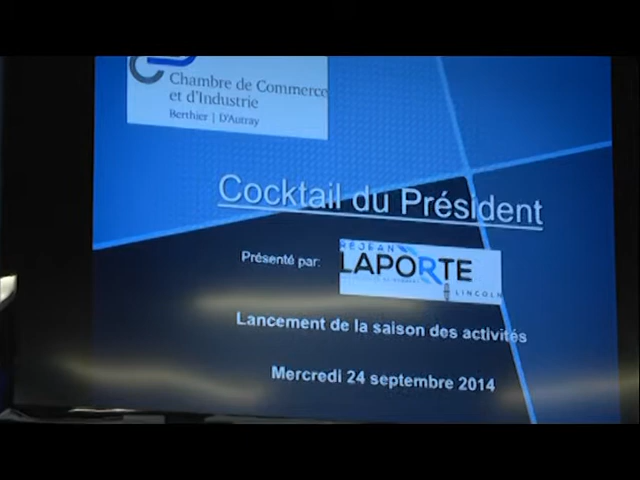 Chambre de Commerce
et d'Industrie
Berthier | D'Autray
Cocktail du Président
Présenté par:
RÉJEAN
LAPORTE
LINCOLN
Lancement de la saison des activités
Mercredi 24 septembre 2014